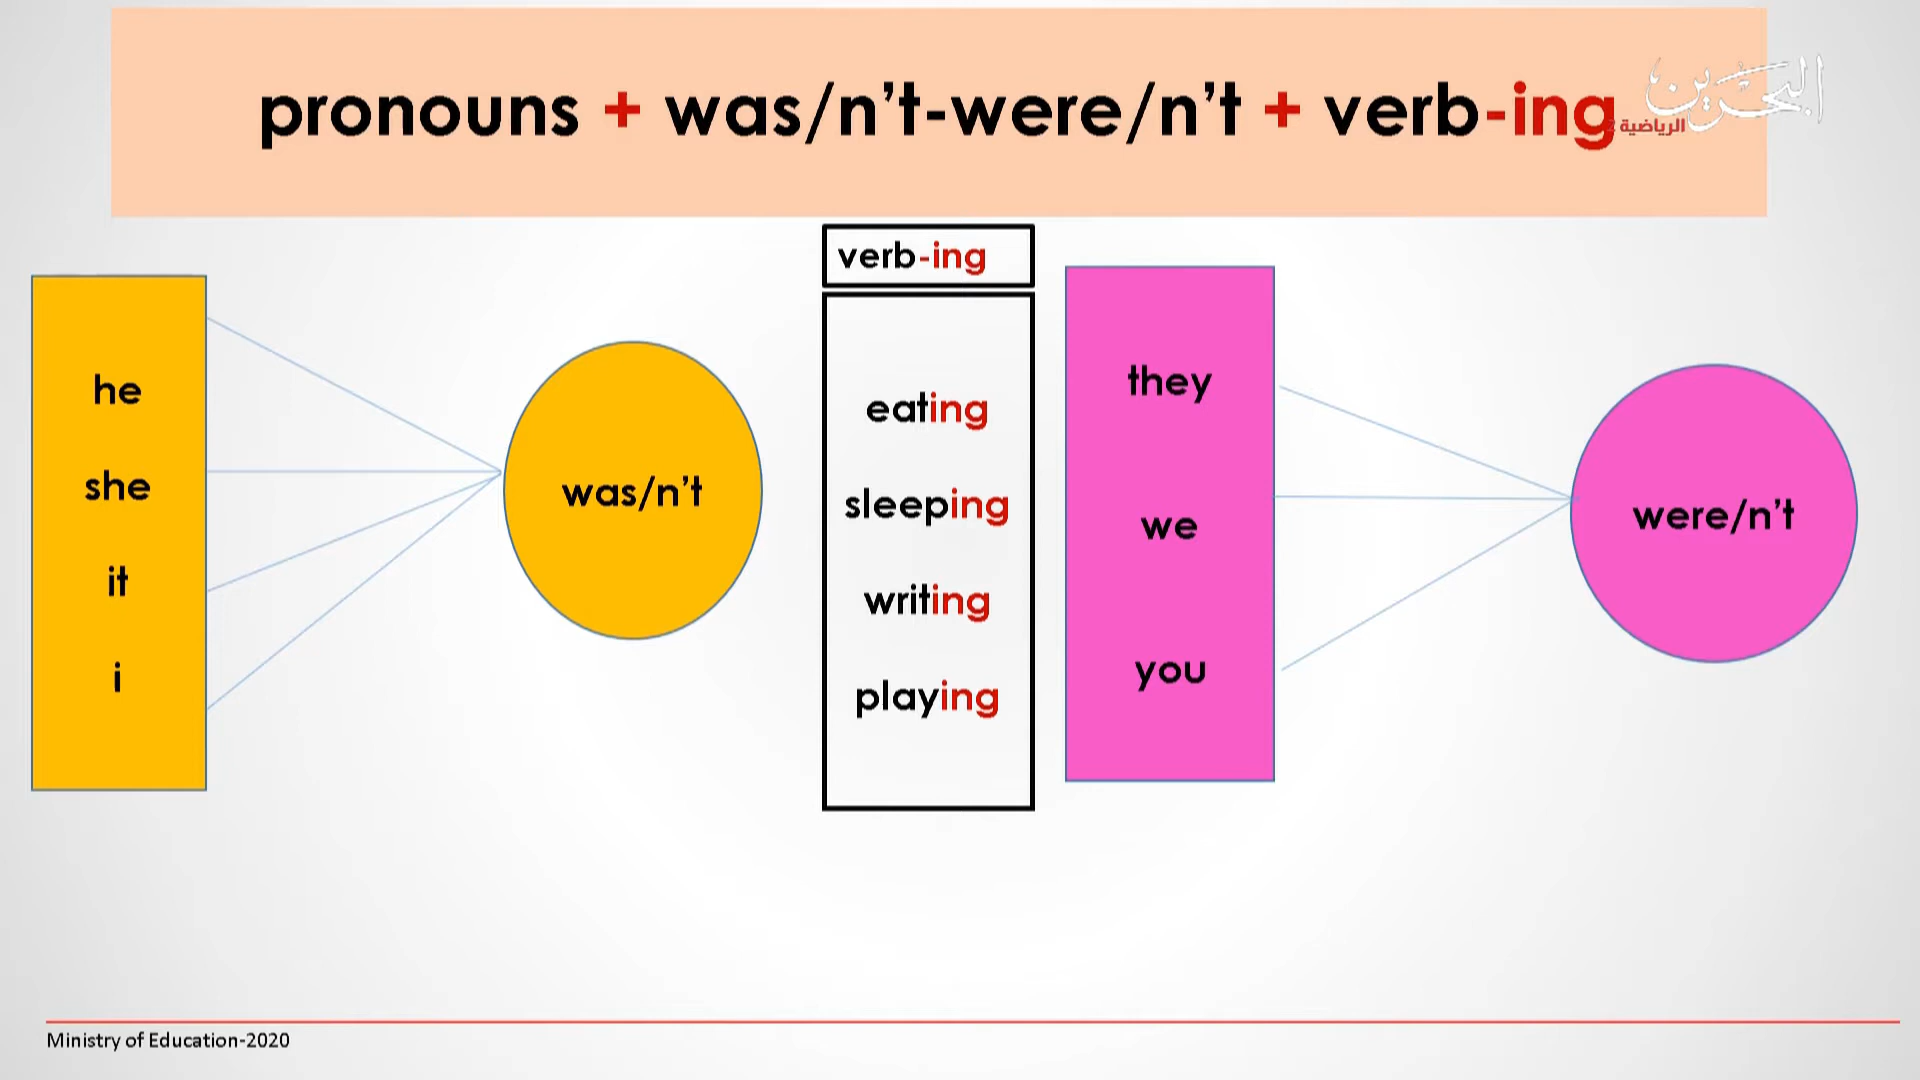 pronouns + was/n’t-were/n’t + verb-ing
البحرين
الرياضية
verb-ing
he
she
it
i
was/n’t
eating
sleeping
writing
playing
they
we
you
were/n’t
Ministry of Education-2020